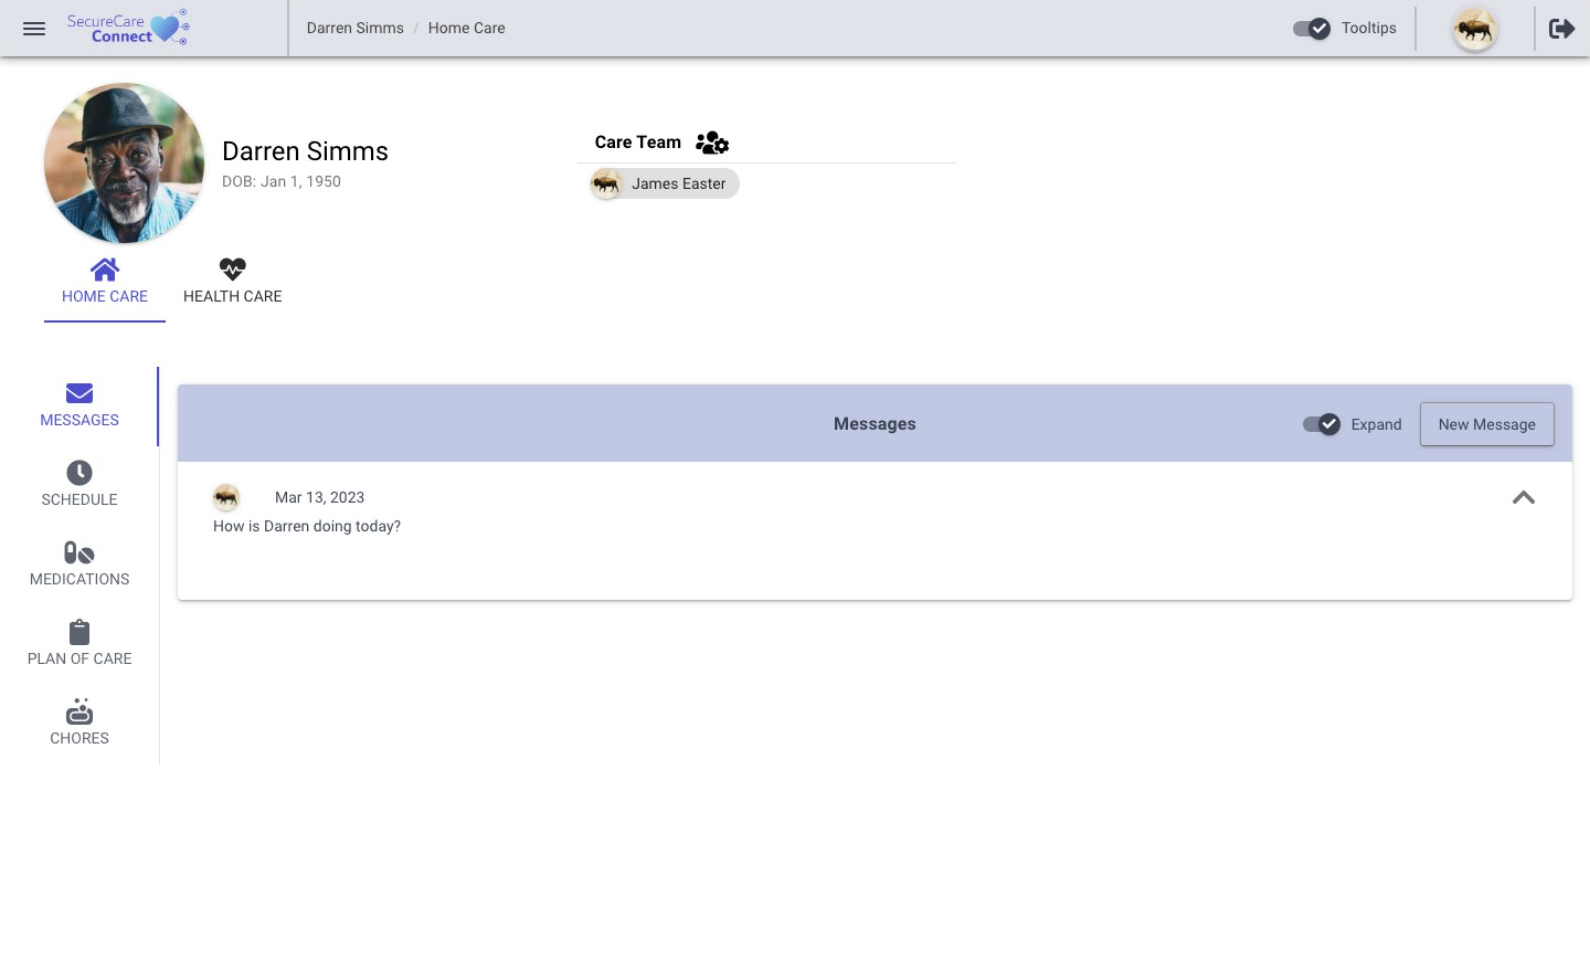 SecureCare
Connect
Darren Simms / Home Care
Tooltips
Darren Simms
DOB: Jan 1, 1950
Care Team
James Easter
HOME CARE
HEALTH CARE
MESSAGES
SCHEDULE
MEDICATIONS
PLAN OF CARE
CHORES
Messages
Expand
New Message
Mar 13, 2023
How is Darren doing today?